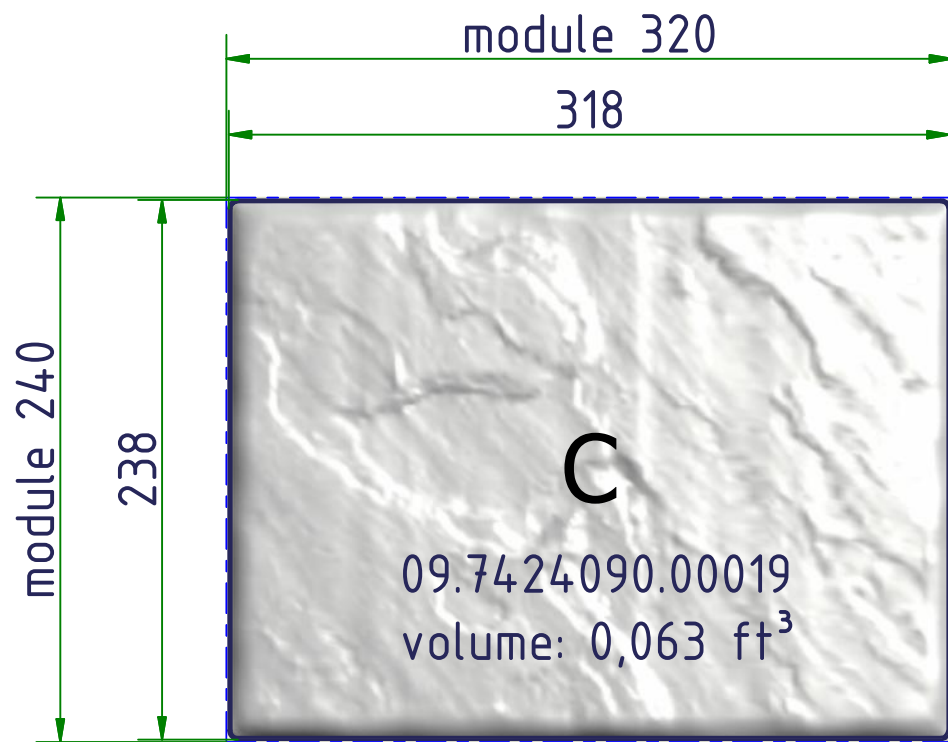 module 320
318
module 240
238
C
09.7424090.00019
volume: 0,063 ft³